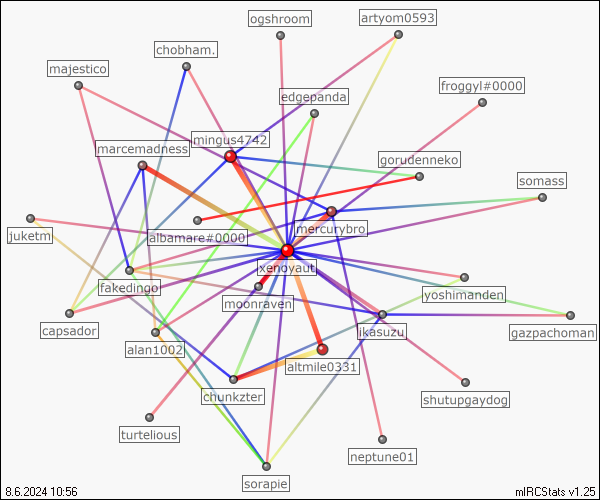 ogshroom
artyom0593
chobham.
majestico
froggyl#0000
edgepanda
mingus4742
marcemadness
gorudenneko
somass
juketm
albamare#0000
mercurybro
xenoyaut
fakedingo
yoshimanden
moonraven
capsador
ikasuzu
gazpachoman
alan1002
altmile0331
chunkzter
shutupgaydog
turtelious
neptune01
sorapie
8.6.2024 10:56
mIRCStats v1.25